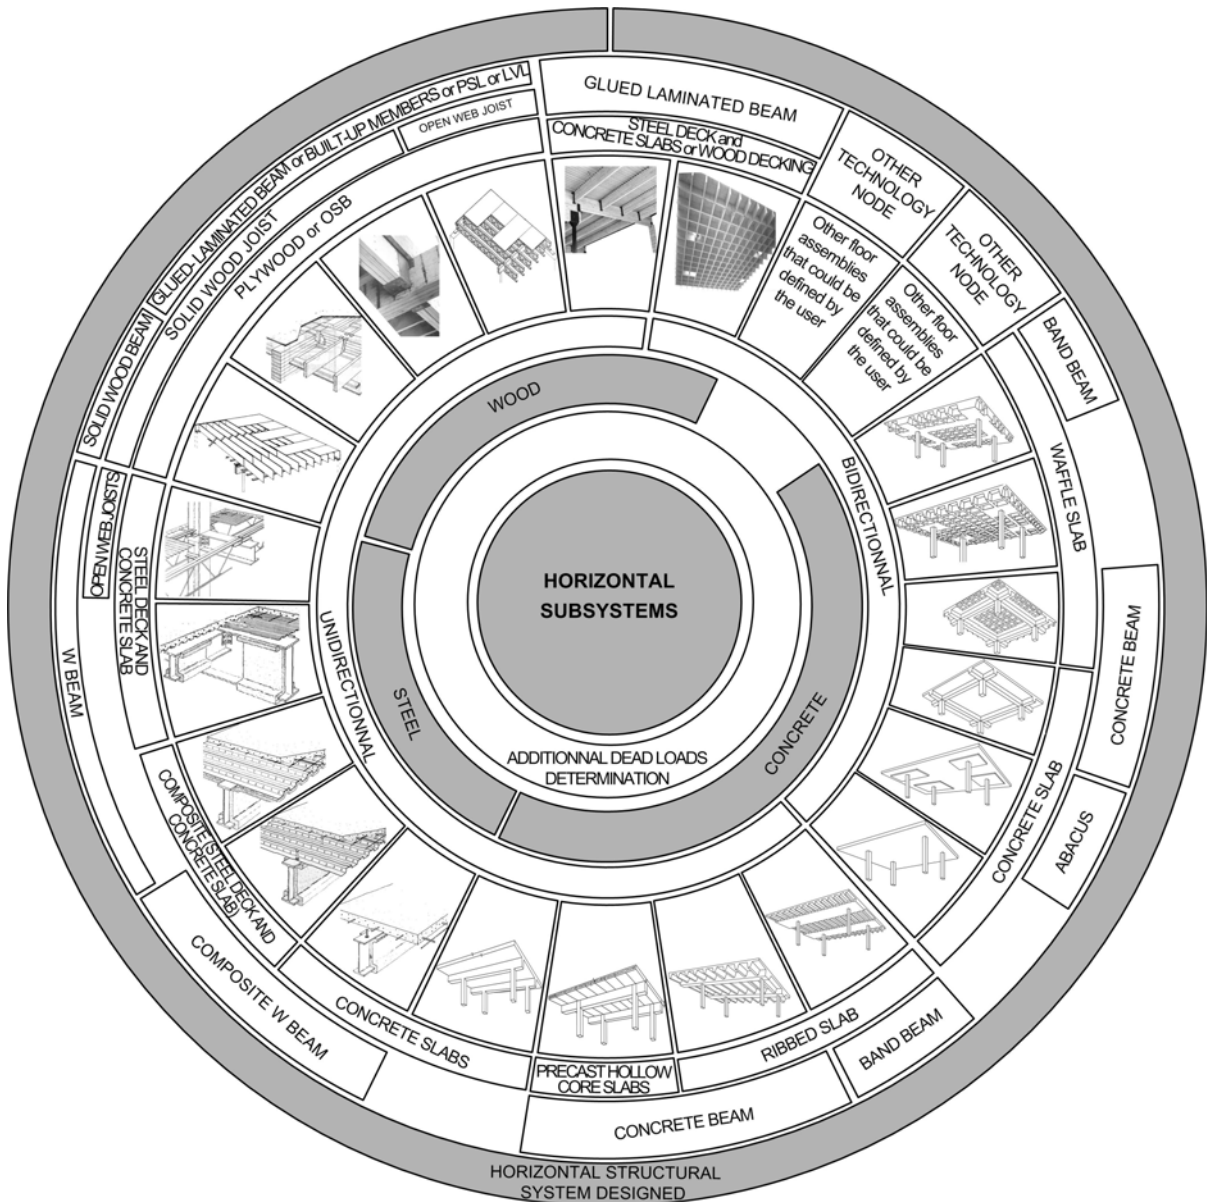 HORIZONTAL
SUBSYSTEMS
ADDITIONNAL DEAD LOADS
DETERMINATION
WOOD
STEEL
CONCRETE
UNIDIRECTIONNAL
BIDIRECTIONNAL
SOLID WOOD BEAM
GLUED- LAMINATED BEAM or BUILT-UP MEMBERS or PSL or LVL
SOLID WOOD JOIST
OPEN WEB JOIST
PLYWOOD or OSB
GLUED LAMINATED BEAM
STEEL DECK and
CONCRETE SLABS or WOOD DECKING
OTHER
TECHNOLOGY
NODE
Other floor
assemblies
that could be
defined by
the user
OTHER
TECHNOLOGY
NODE
Other floor
assemblies
that could be
defined by
the user
BAND BEAM
WAFFLE SLAB
CONCRETE BEAM
CONCRETE SLAB
ABACUS
BAND BEAM
RIBBED SLAB
CONCRETE BEAM
PRECAST HOLLOW
CORE SLABS
CONCRETE SLABS
COMPOSITE W BEAM
COMPOSITE (STEEL DECK AND
CONCRETE SLAB)
W BEAM
STEEL DECK AND
CONCRETE SLAB
OPEN WEB JOISTS
HORIZONTAL STRUCTURAL
SYSTEM DESIGNED